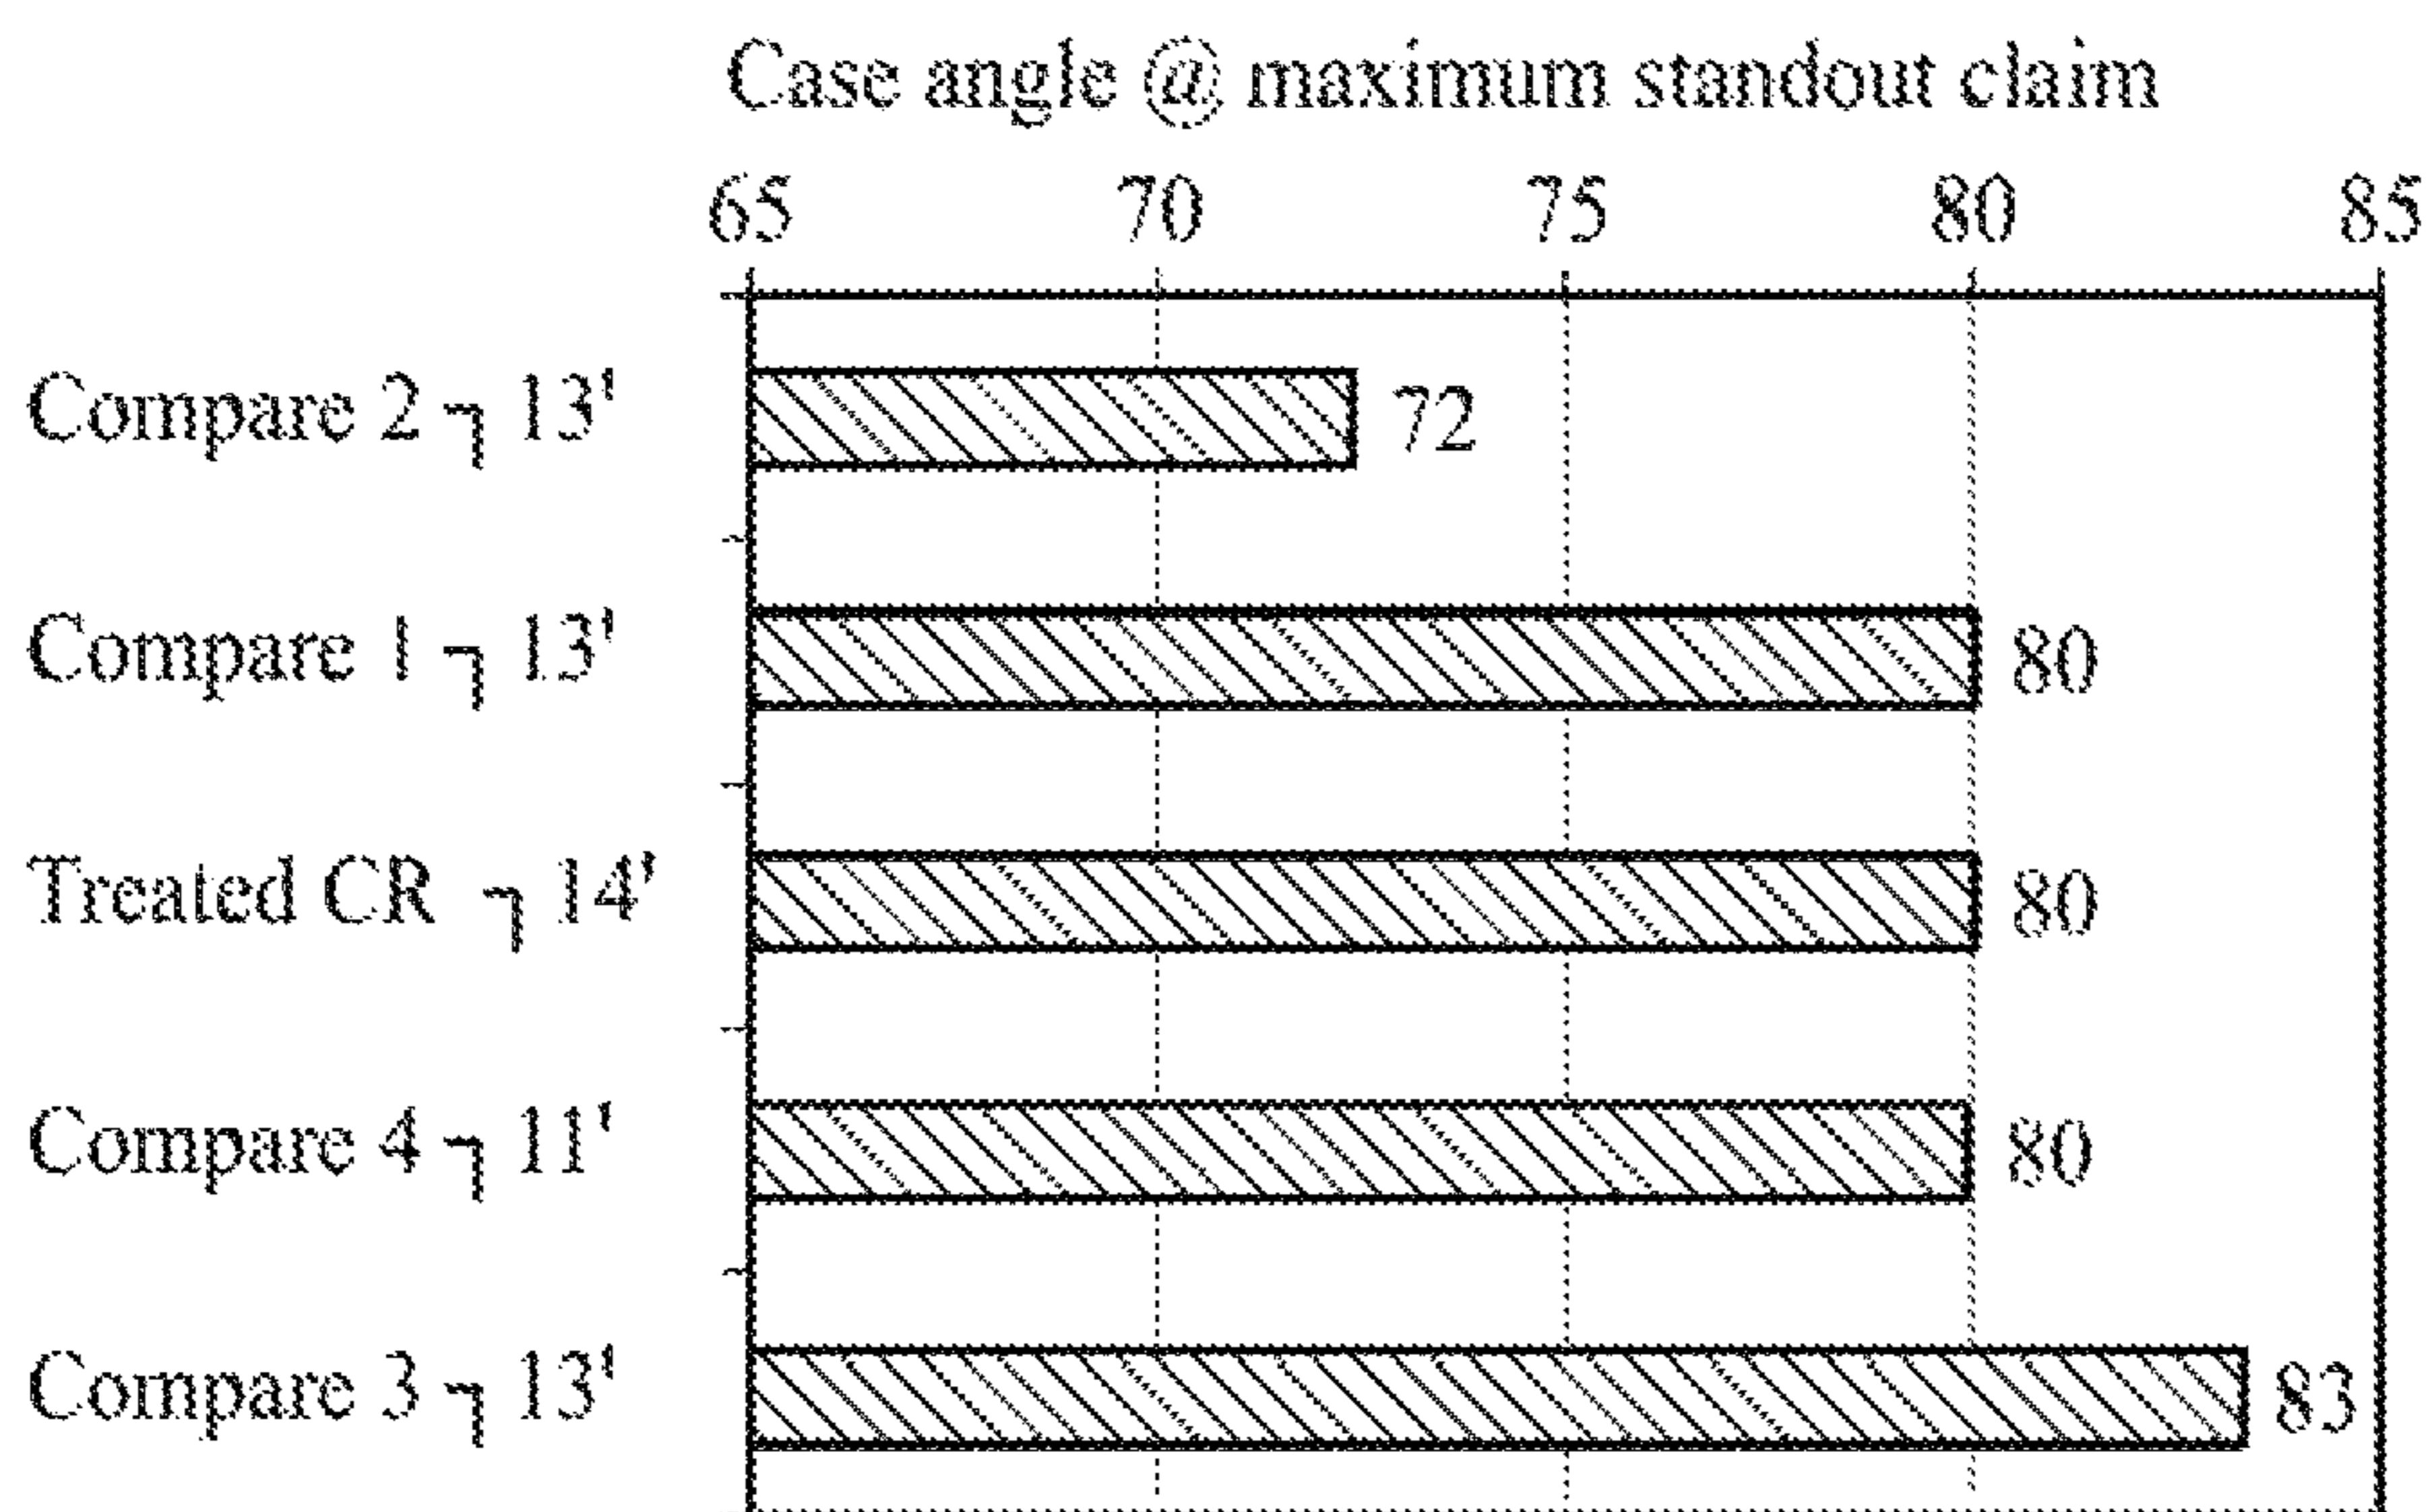 Case angle @ maximum standout claim
65 70 75 80 85
Compare 2 ┐ 13' 72
Compare 1 ┐ 13' 80
Treated CR ┐ 14' 80
Compare 4 ┐ 11' 80
Compare 3 ┐ 13' 83